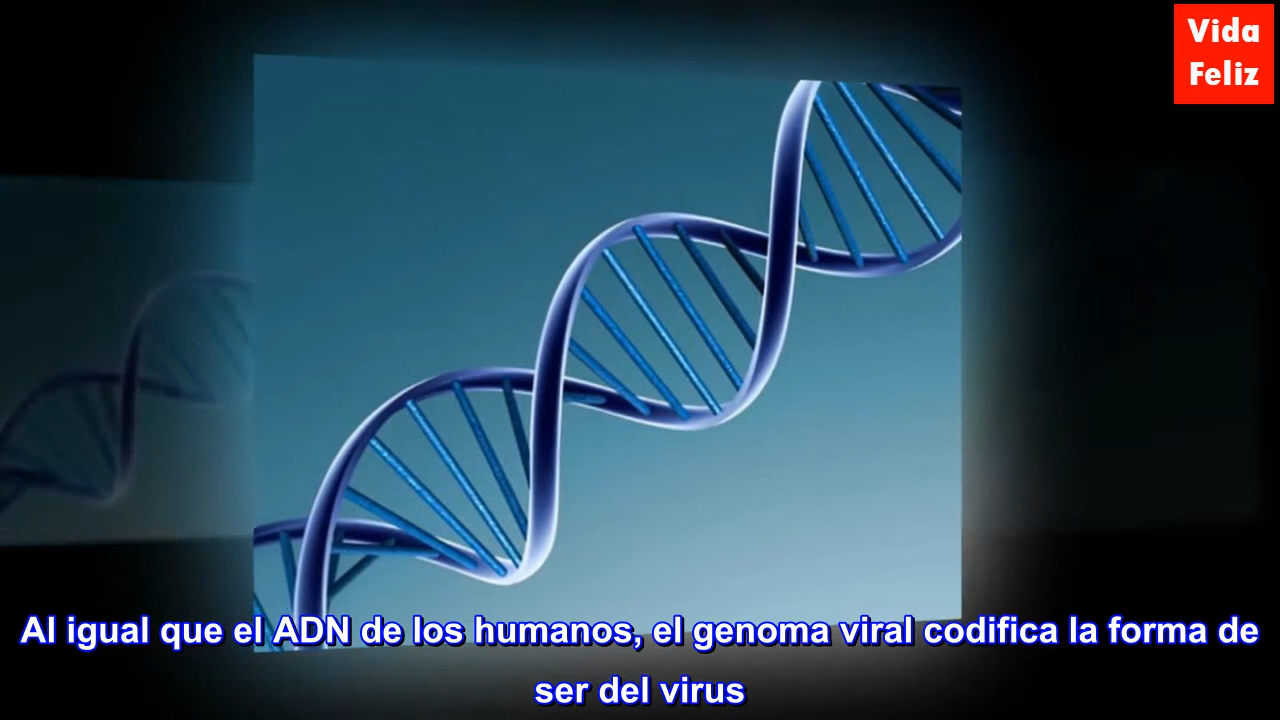 Vida
Feliz
Al igual que el ADN de los humanos, el genoma viral codifica la forma de
ser del virus